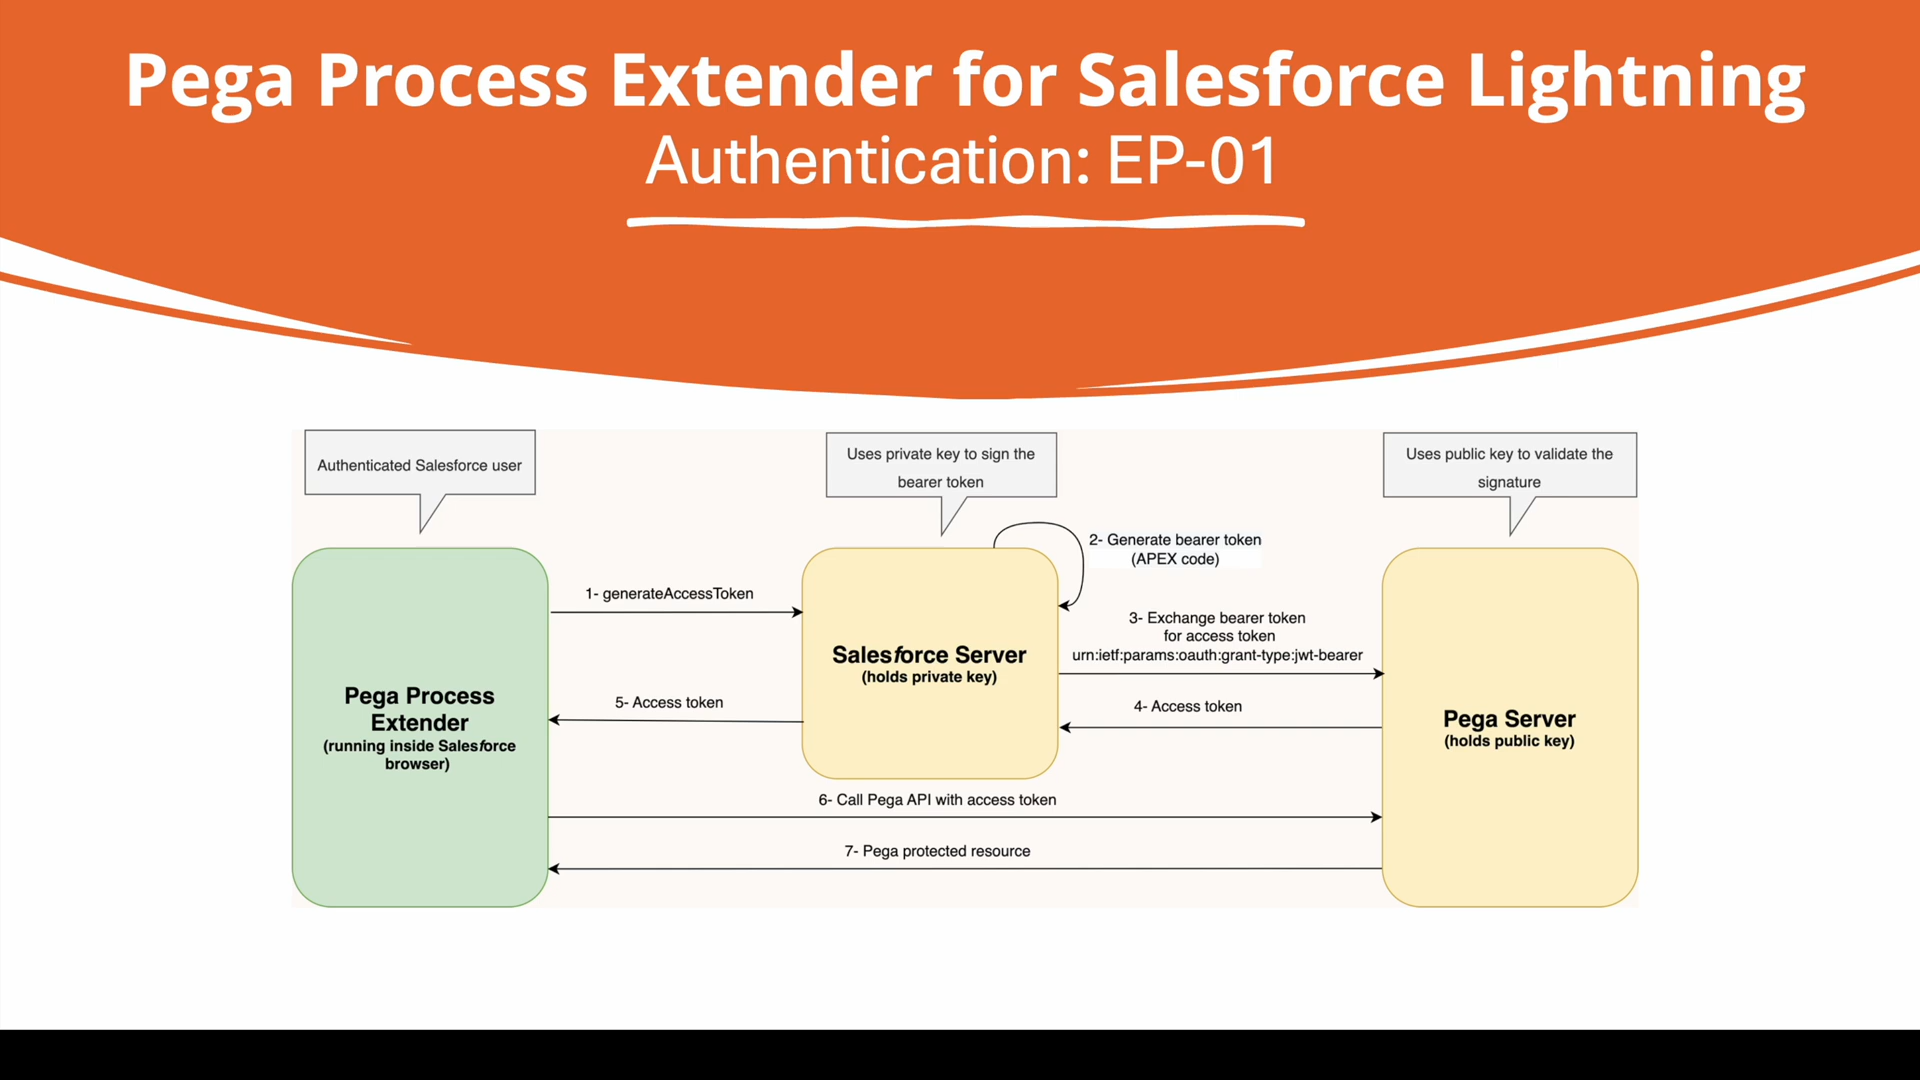 Pega Process Extender for Salesforce Lightning
Authentication: EP-01
Authenticated Salesforce user
Uses private key to sign the
bearer token
Uses public key to validate the
signature
2- Generate bearer token
(APEX code)
1- generateAccessToken
3- Exchange bearer token
for access token
urn:ietf:params:oauth:grant-type:jwt-bearer
Salesforce Server
(holds private key)
Pega Process
Extender
(running inside Salesforce
browser)
5- Access token
4- Access token
Pega Server
(holds public key)
6- Call Pega API with access token
7- Pega protected resource